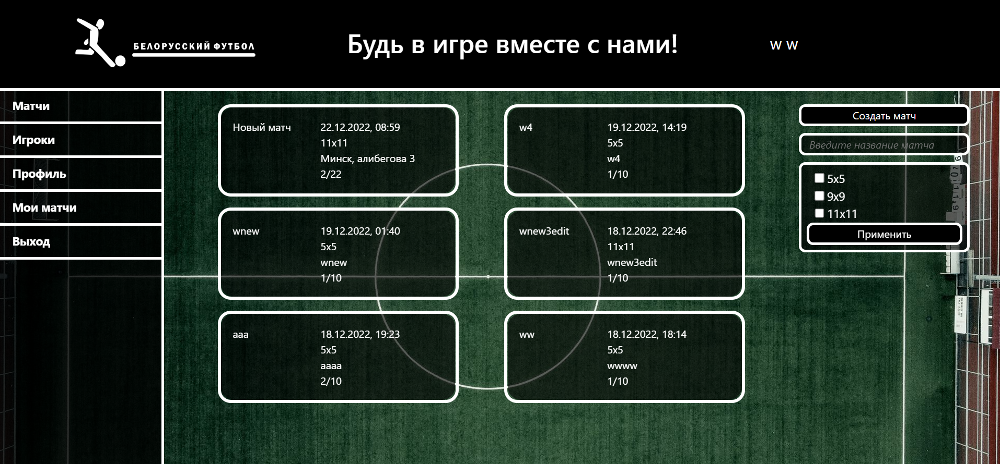 БЕЛОРУССКИЙ ФУТБОЛ
Будь в игре вместе с нами!
w w
Матчи
Игроки
Профиль
Мои матчи
Выход
Новый матч
22.12.2022, 08:59
11x11
Минск, алибегова 3
2/22
w4
19.12.2022, 14:19
5x5
w4
1/10
wnew
19.12.2022, 01:40
5x5
wnew
1/10
wnew3edit
18.12.2022, 22:46
11x11
wnew3edit
1/10
aaa
18.12.2022, 19:23
5x5
aaaa
2/10
ww
18.12.2022, 18:14
5x5
wwww
1/10
Создать матч
Введите название матча
5x5
9x9
11x11
Применить